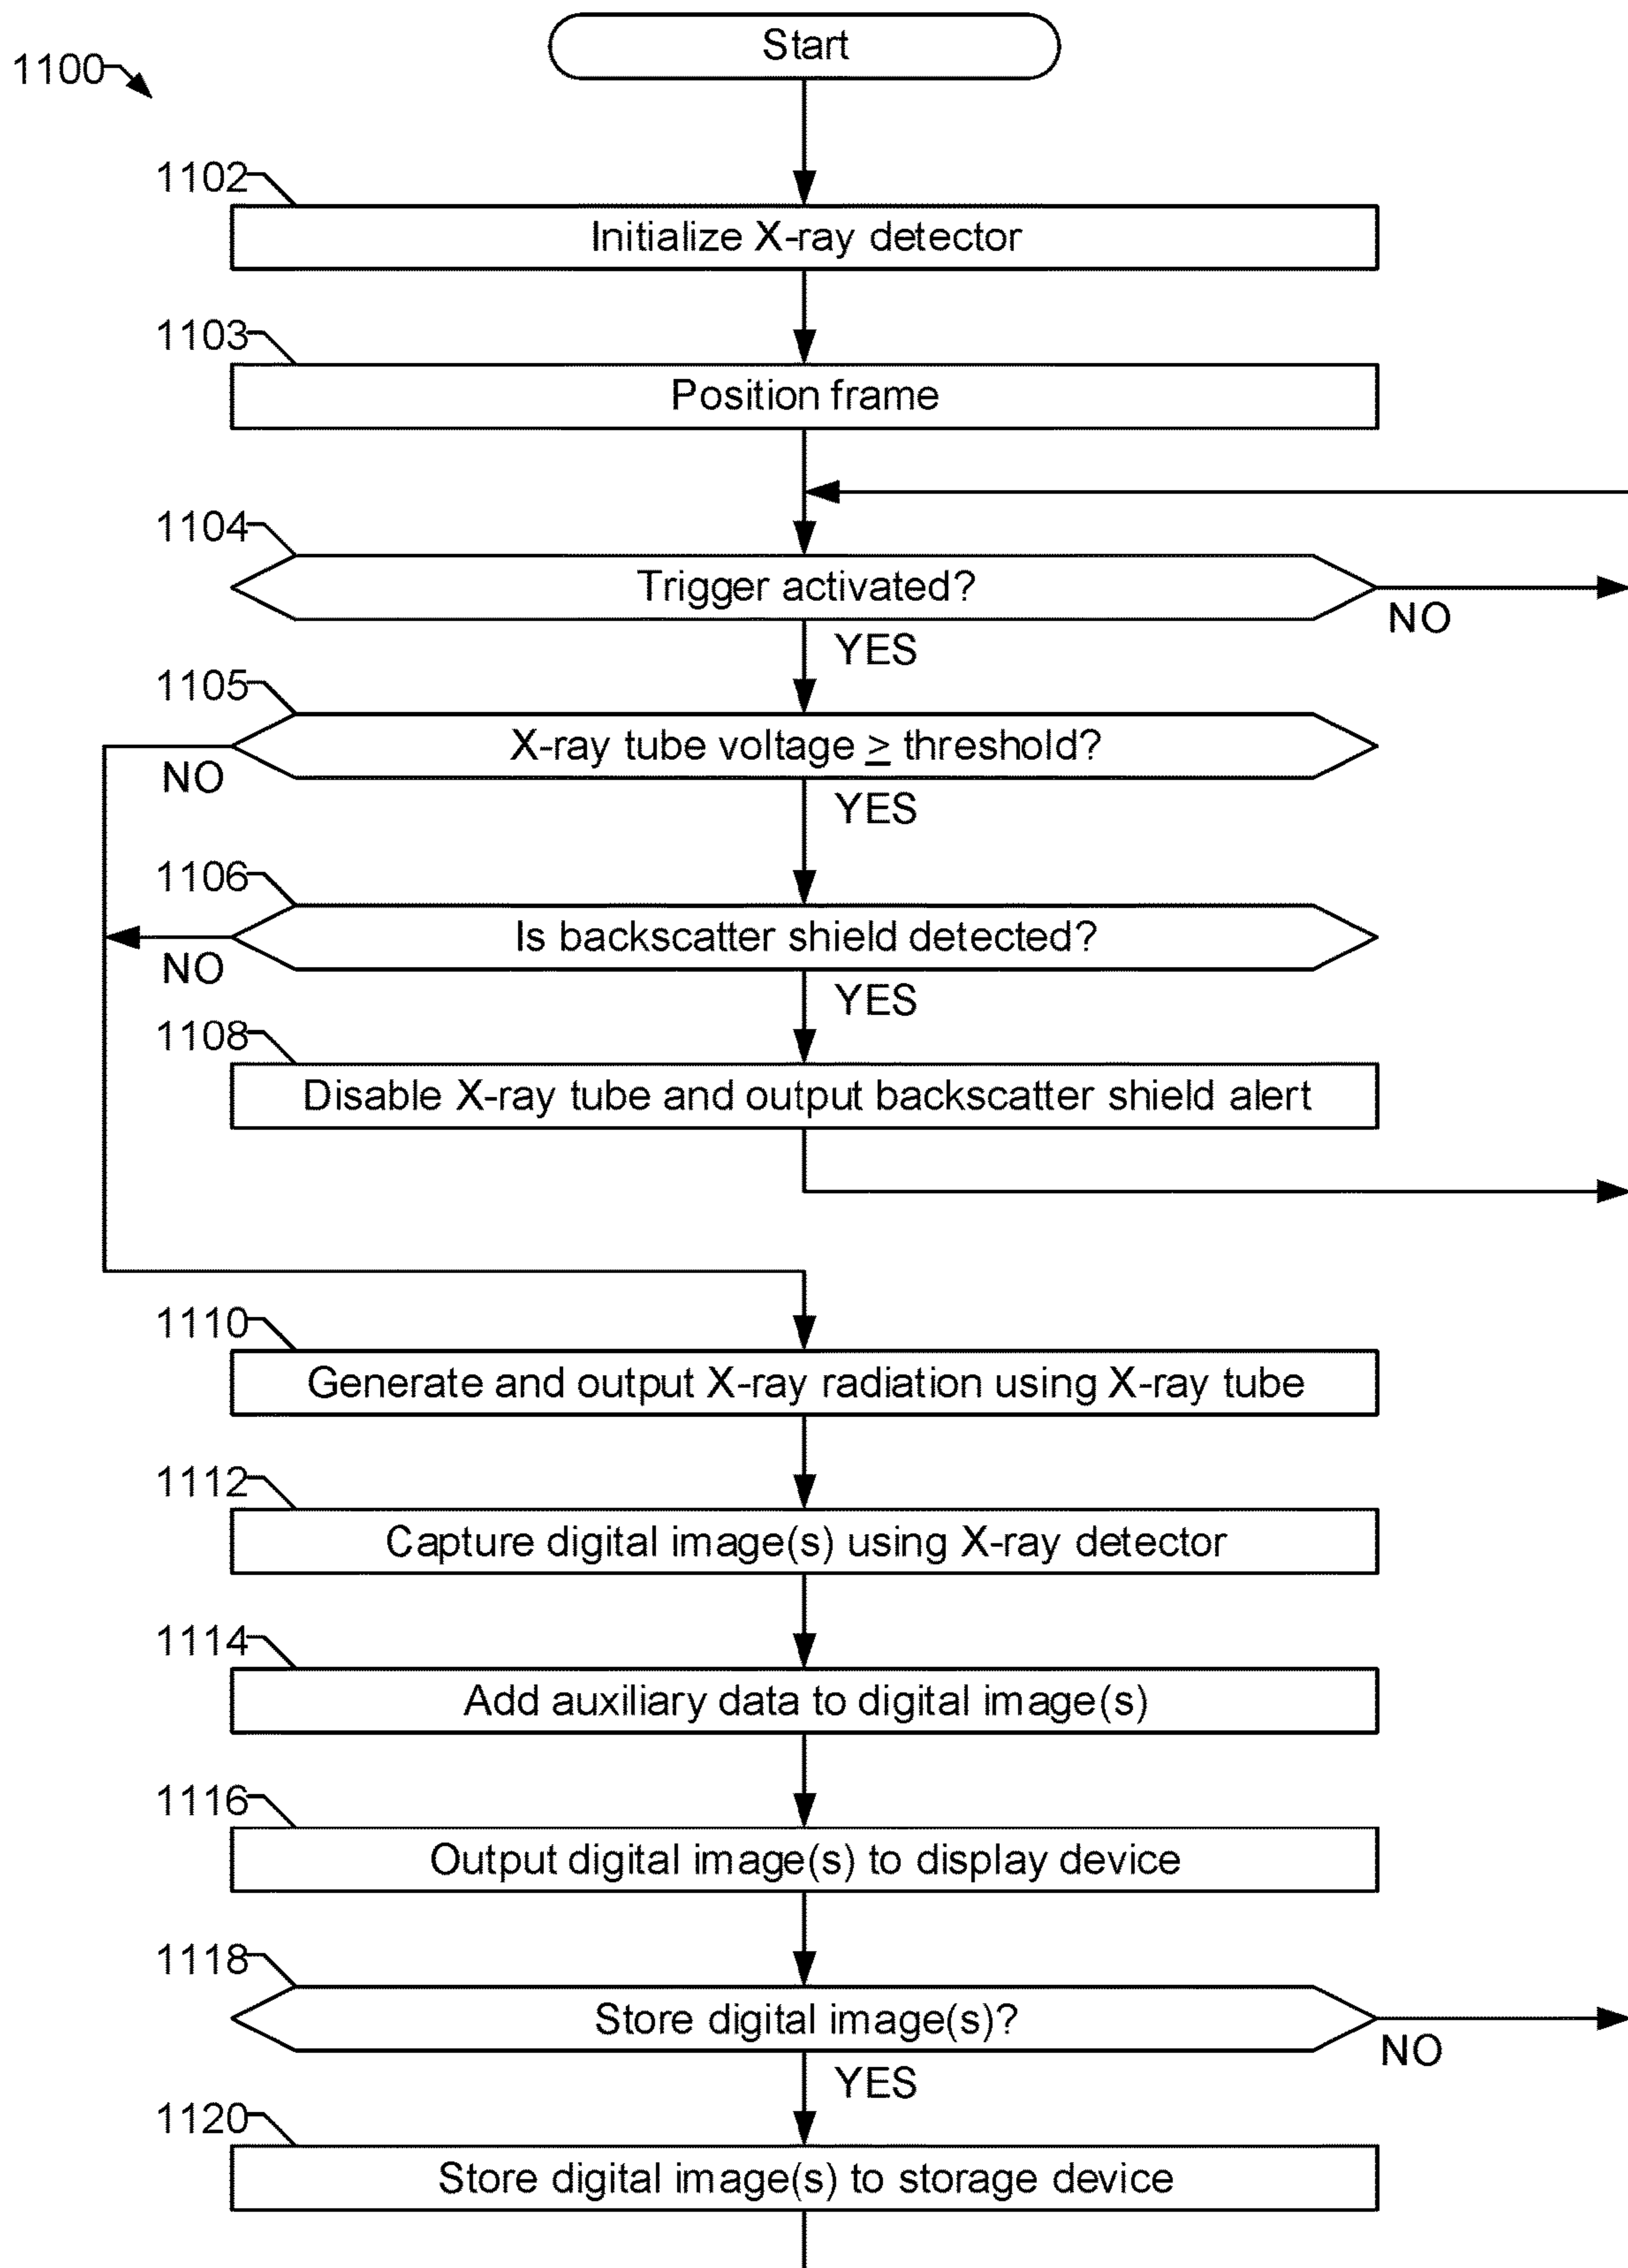 Start
1100
1102
Initialize X-ray detector
1103
Position frame
1104
Trigger activated?
NO
YES
1105
X-ray tube voltage ≥ threshold?
NO
YES
1106
Is backscatter shield detected?
NO
YES
1108
Disable X-ray tube and output backscatter shield alert
1110
Generate and output X-ray radiation using X-ray tube
1112
Capture digital image(s) using X-ray detector
1114
Add auxiliary data to digital image(s)
1116
Output digital image(s) to display device
1118
Store digital image(s)?
NO
YES
1120
Store digital image(s) to storage device